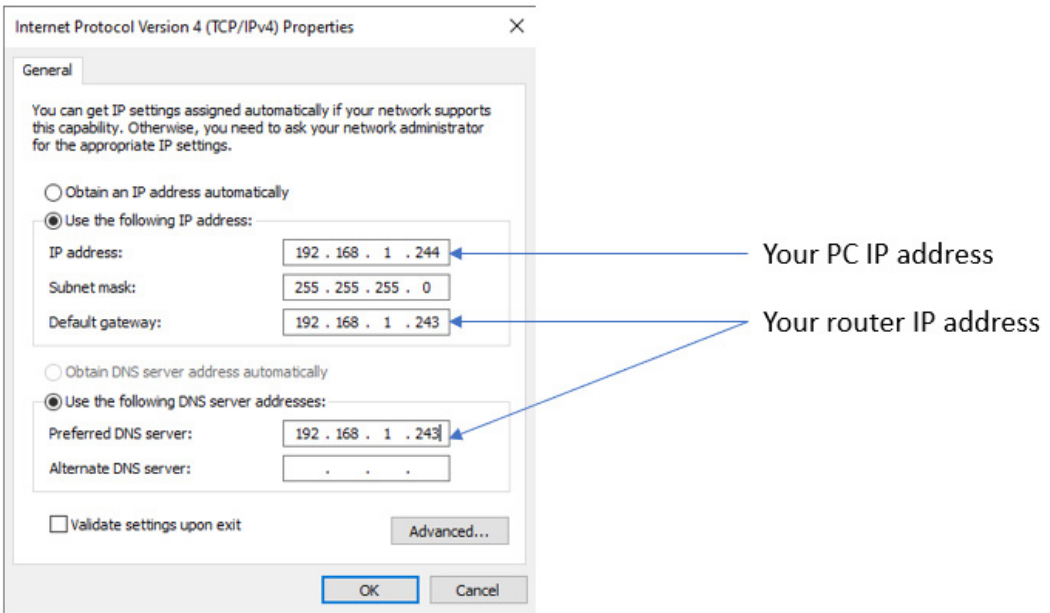 Internet Protocol Version 4 (TCP/IPv4) Properties
General
You can get IP settings assigned automatically if your network supports
this capability. Otherwise, you need to ask your network administrator
for the appropriate IP settings.
Obtain an IP address automatically
Use the following IP address:
IP address: 192 . 168 . 1 . 244 Your PC IP address
Subnet mask: 255 . 255 . 255 . 0
Default gateway: 192 . 168 . 1 . 243 Your router IP address
Obtain DNS server address automatically
Use the following DNS server addresses:
Preferred DNS server: 192 . 168 . 1 . 243
Alternate DNS server: . . .
Validate settings upon exit
Advanced...
OK Cancel